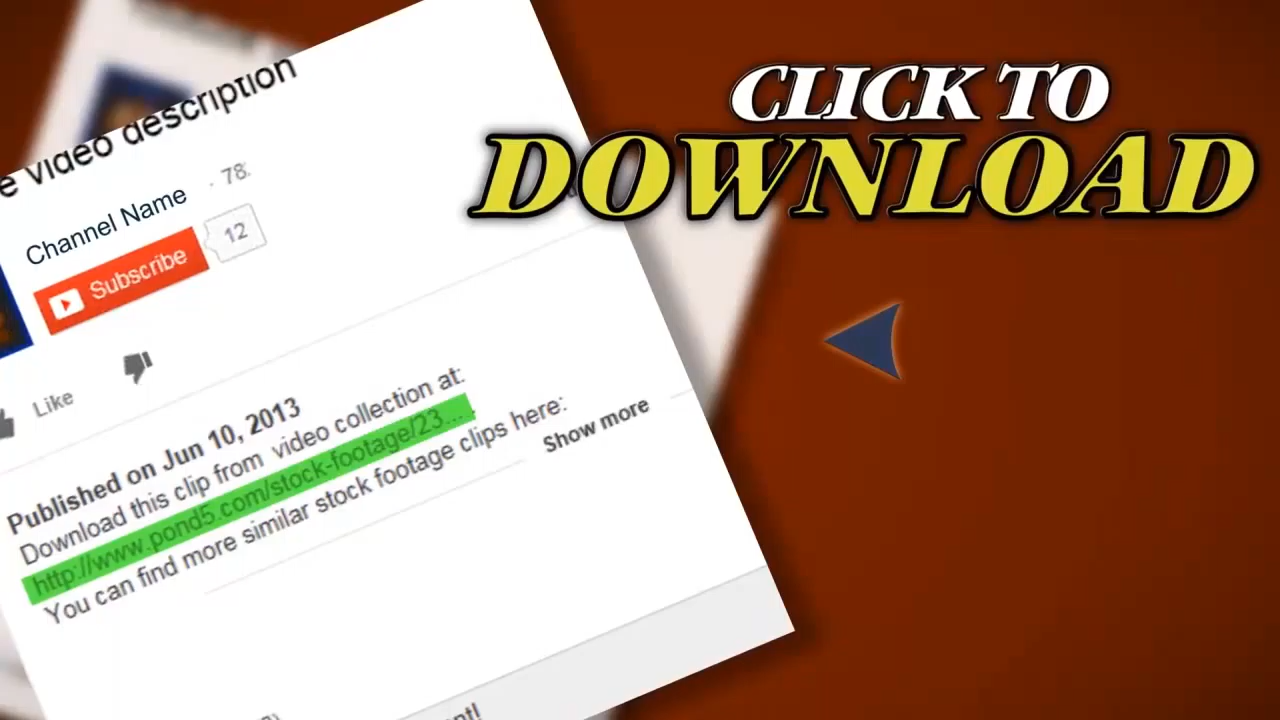 CLICK TO
DOWNLOAD
e video description
Channel Name · 78
Subscribe 12
Like
Published on Jun 10, 2013
Download this clip from video collection at:
http://www.pond5.com/stock-footage/23....
You can find more similar stock footage clips here:
Show more